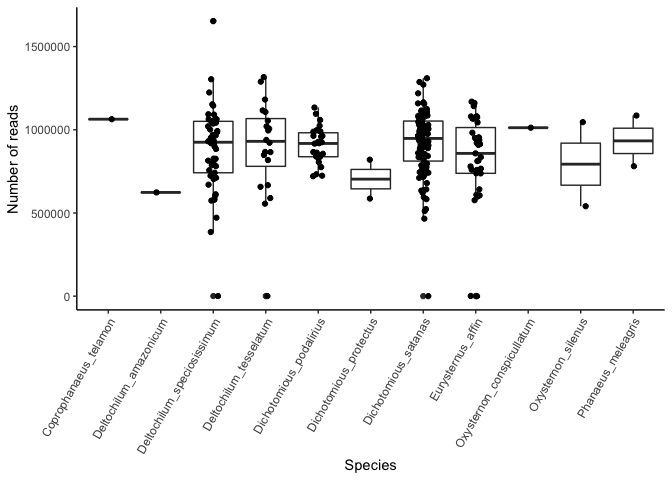 1500000
1000000
500000
0
Number of reads
Coprophanaeus_telamon
Deltochilum_amazonicum
Deltochilum_speciosissimum
Deltochilum_tesselatum
Dichotomious_podalirius
Dichotomious_protectus
Dichotomious_satanas
Eurysternus_affin
Oxysternon_conspicullatum
Oxysternon_silenus
Phanaeus_meleagris
Species